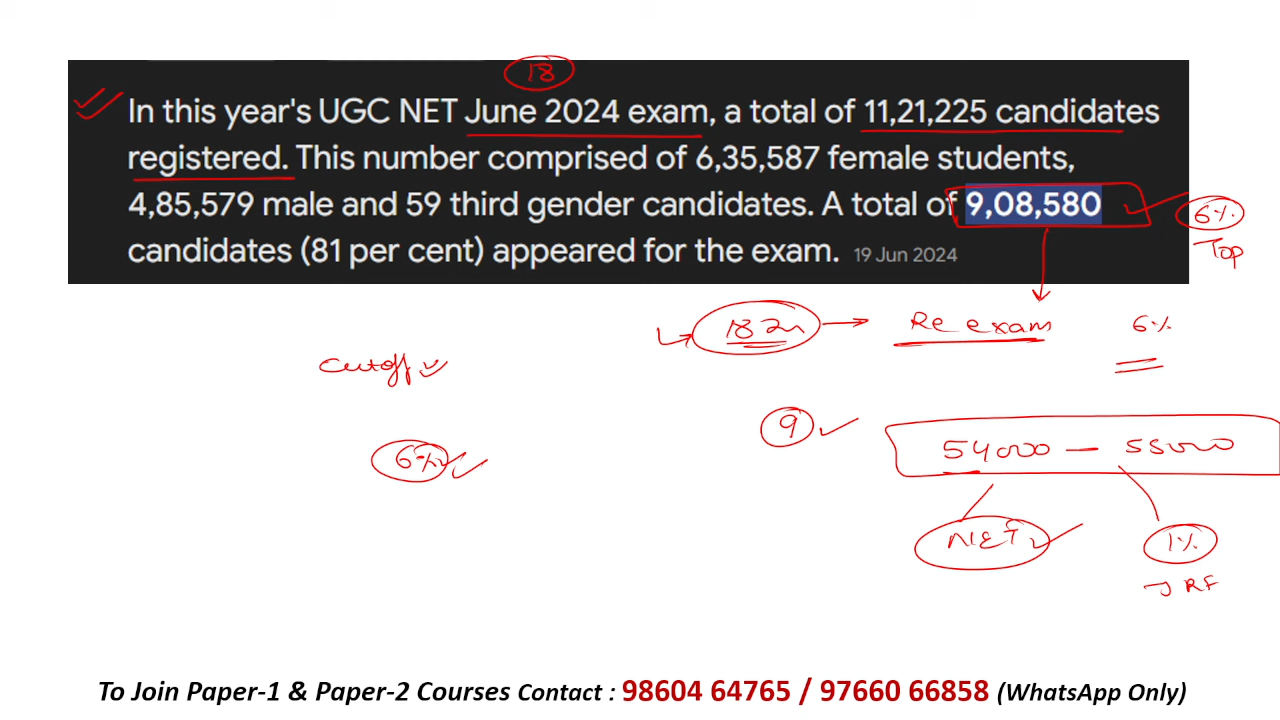 18
In this year's UGC NET June 2024 exam, a total of 11,21,225 candidates
registered. This number comprised of 6,35,587 female students,
4,85,579 male and 59 third gender candidates. A total of 9,08,580
6%
candidates (81 per cent) appeared for the exam. 19 Jun 2024
Top
Re exam 6%
Cutoff
9
54000 – 55000
6%
NET 1%
JRF
To Join Paper-1 & Paper-2 Courses Contact : 98604 64765 / 97660 66858 (WhatsApp Only)